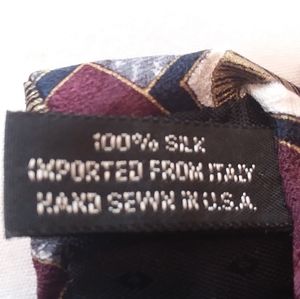 100% SILK
IMPORTED FROM ITALY
HAND SEWN IN U.S.A.